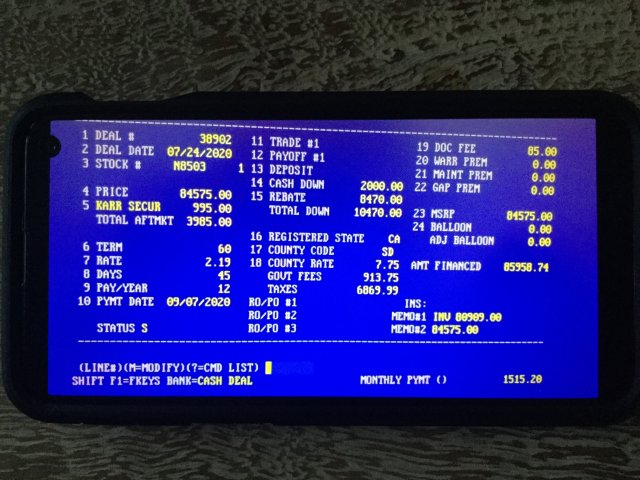 1 DEAL # 38902 11 TRADE #1 19 DOC FEE 85.00
2 DEAL DATE 07/24/2020 12 PAYOFF #1 20 WARR PREM 0.00
3 STOCK # N8503 1 13 DEPOSIT 21 MAINT PREM 0.00
14 CASH DOWN 2000.00 22 GAP PREM 0.00
4 PRICE 84575.00 15 REBATE 8470.00
5 KARR SECUR 995.00 TOTAL DOWN 10470.00 23 MSRP 84575.00
TOTAL AFTMKT 3985.00 24 BALLOON 0.00
16 REGISTERED STATE CA ADJ BALLOON 0.00
6 TERM 60 17 COUNTY CODE SD
7 RATE 2.19 18 COUNTY RATE 7.75 AMT FINANCED 85958.74
8 DAYS 45 GOUT FEES 913.75
9 PAY/YEAR 12 TAXES 6869.99
10 PYMT DATE 09/07/2020 RO/PO #1 INS:
RO/PO #2 MEMO#1 INV 80909.00
STATUS S RO/PO #3 MEMO#2 84575.00
(LINE#)(M=MODIFY)(?=CMD LIST)
SHIFT F1=FKEYS BANK=CASH DEAL MONTHLY PYMT () 1515.20